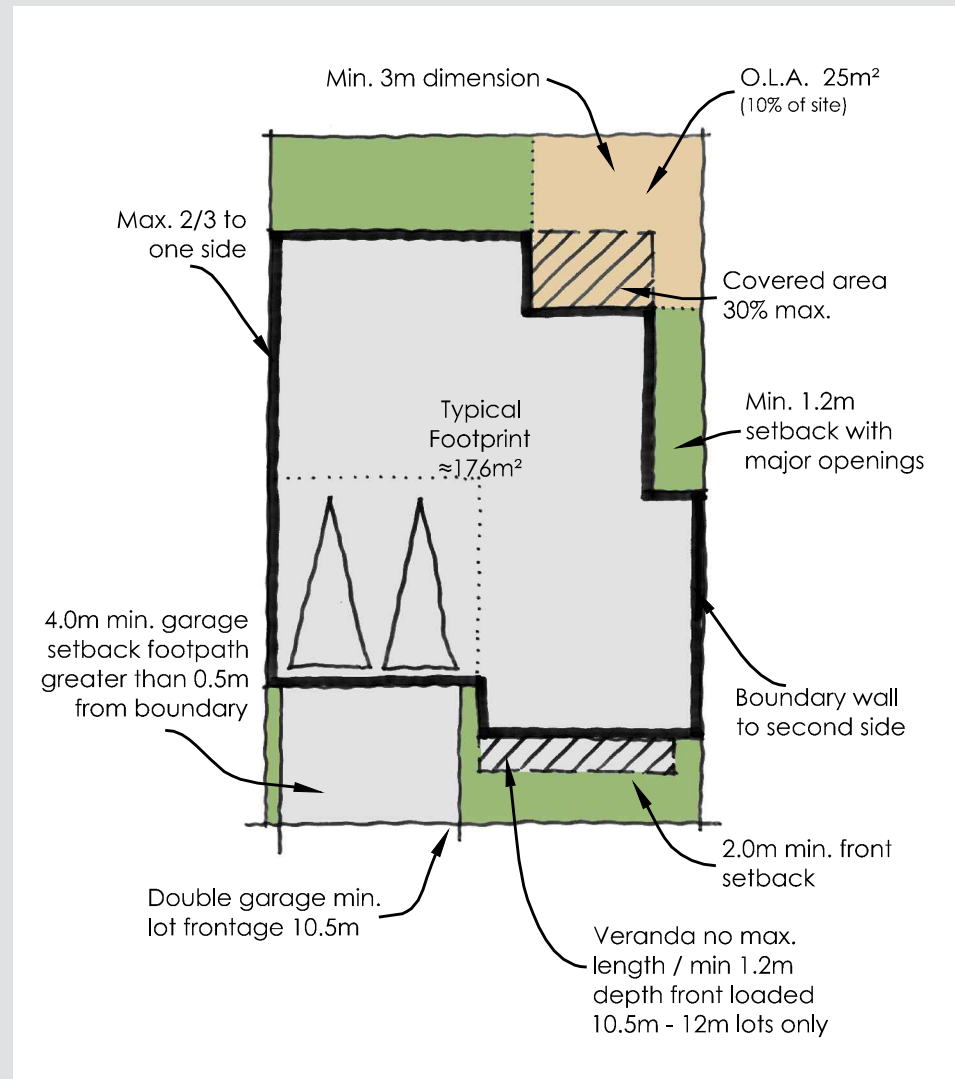 Min. 3m dimension
O.L.A. 25m²
(10% of site)
Max. 2/3 to
one side
Covered area
30% max.
Typical
Footprint
≈176m²
Min. 1.2m
setback with
major openings
4.0m min. garage
setback footpath
greater than 0.5m
from boundary
Boundary wall
to second side
2.0m min. front
setback
Double garage min.
lot frontage 10.5m
Veranda no max.
length / min 1.2m
depth front loaded
10.5m - 12m lots only